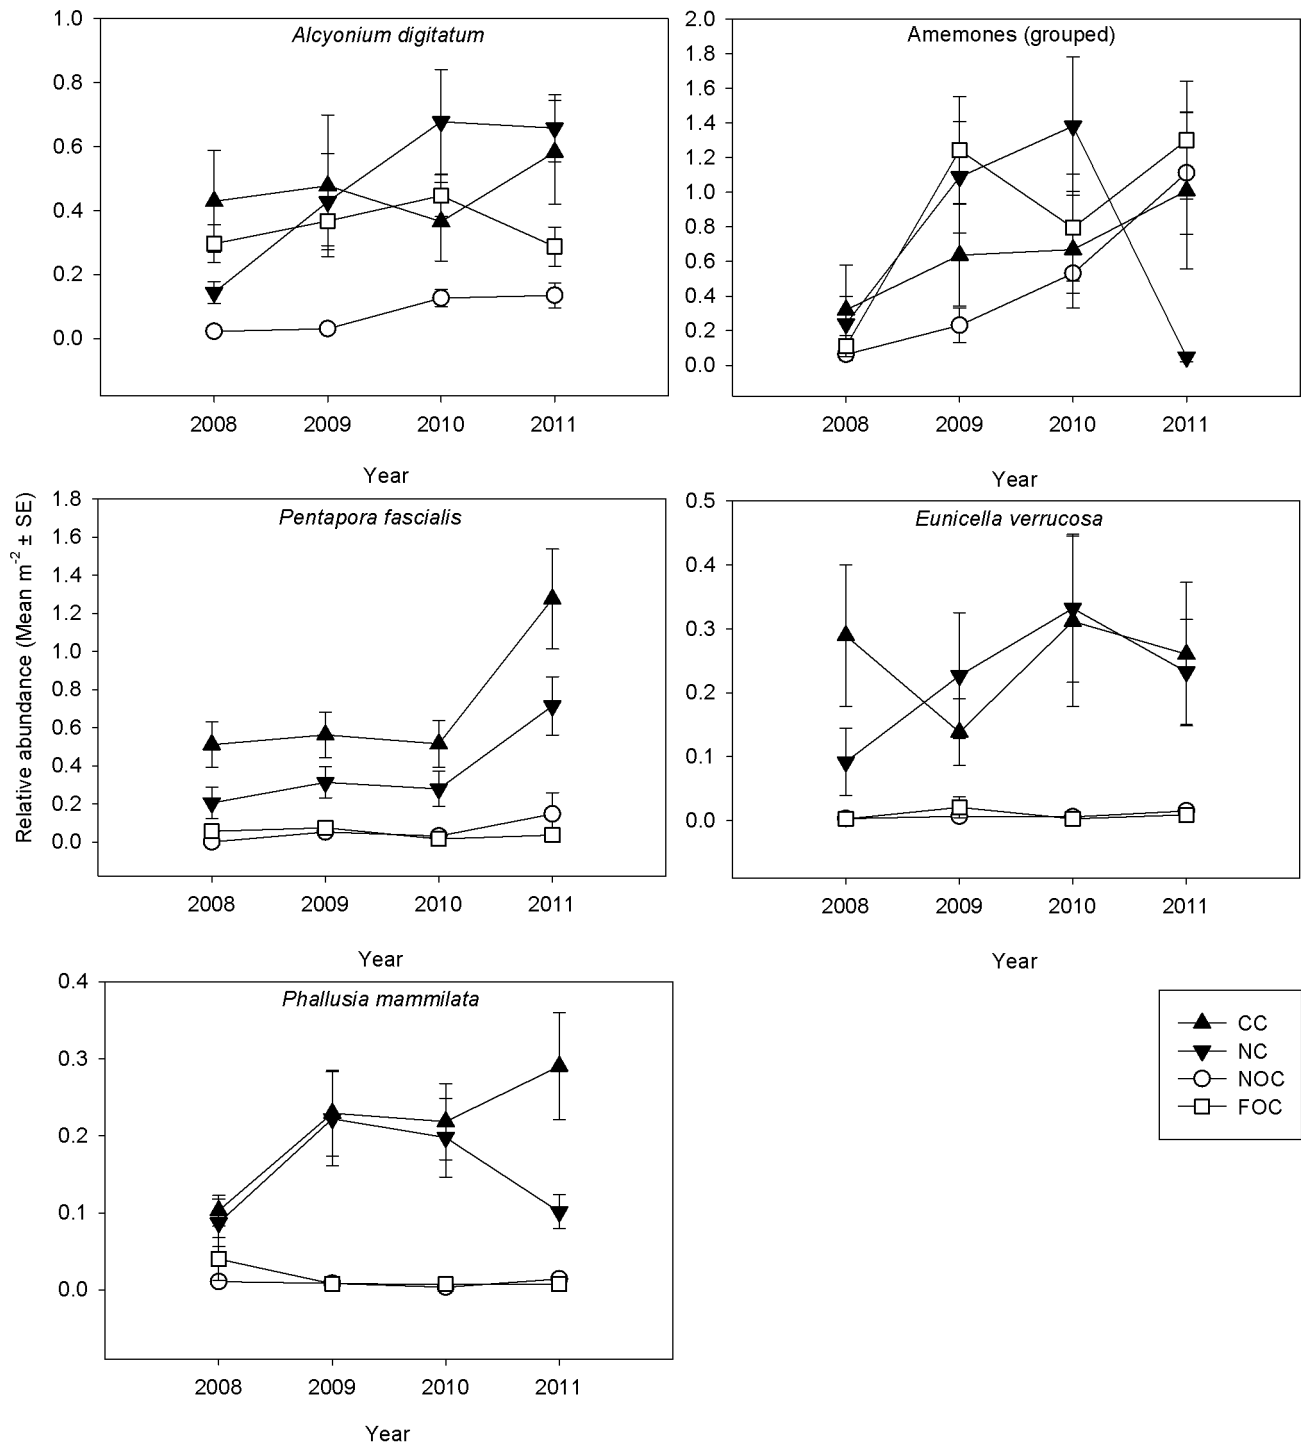 Alcyonium digitatum
1.0
0.8
0.6
0.4
0.2
0.0
2008 2009 2010 2011
Year
Amemones (grouped)
2.0
1.8
1.6
1.4
1.2
1.0
0.8
0.6
0.4
0.2
0.0
2008 2009 2010 2011
Year
Relative abundance (Mean m⁻² ± SE)
Pentapora fascialis
1.8
1.6
1.4
1.2
1.0
0.8
0.6
0.4
0.2
0.0
2008 2009 2010 2011
Year
Eunicella verrucosa
0.5
0.4
0.3
0.2
0.1
0.0
2008 2009 2010 2011
Year
Phallusia mammilata
0.4
0.3
0.2
0.1
0.0
2008 2009 2010 2011
Year
CC
NC
NOC
FOC